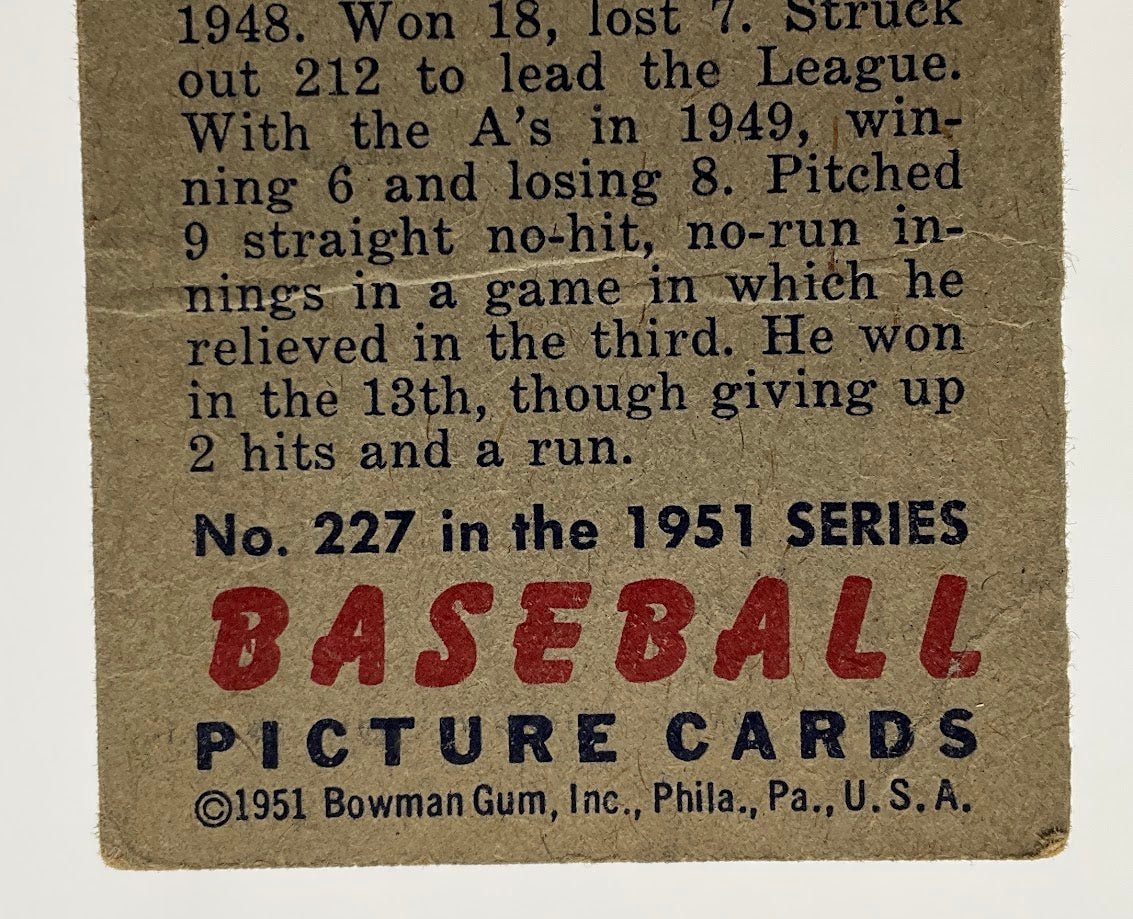 1948. Won 18, lost 7. Struck
out 212 to lead the League.
With the A's in 1949, win-
ning 6 and losing 8. Pitched
9 straight no-hit, no-run in-
nings in a game in which he
relieved in the third. He won
in the 13th, though giving up
2 hits and a run.
No. 227 in the 1951 SERIES
BASEBALL
PICTURE CARDS
©1951 Bowman Gum, Inc., Phila., Pa., U.S.A.